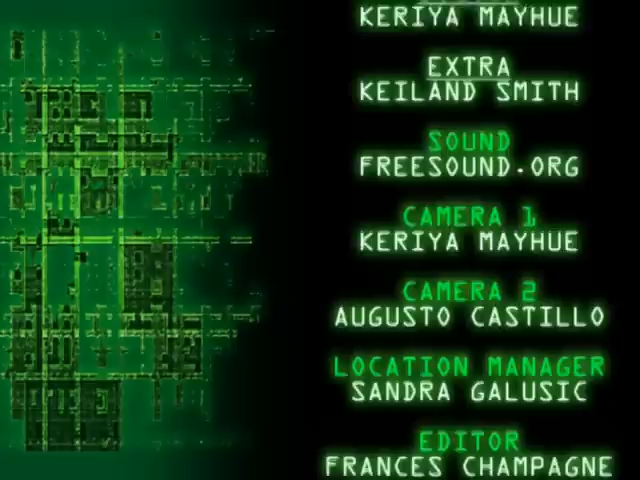 KERIYA MAYHUE
EXTRA
KEILAND SMITH
SOUND
FREESOUND.ORG
CAMERA 1
KERIYA MAYHUE
CAMERA 2
AUGUSTO CASTILLO
LOCATION MANAGER
SANDRA GALUSIC
EDITOR
FRANCES CHAMPAGNE